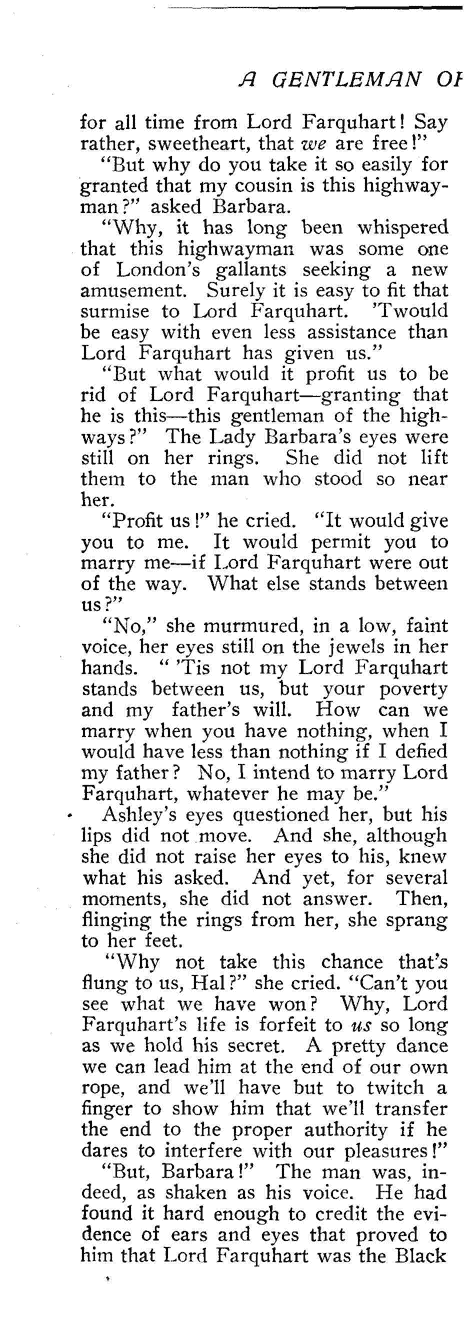 A GENTLEMAN OF
for all time from Lord Farquhart! Say
rather, sweetheart, that we are free!"
"But why do you take it so easily for
granted that my cousin is this highway-
man?" asked Barbara.
"Why, it has long been whispered
that this highwayman was some one
of London's gallants seeking a new
amusement. Surely it is easy to fit that
surmise to Lord Farquhart. 'Twould
be easy with even less assistance than
Lord Farquhart has given us."
"But what would it profit us to be
rid of Lord Farquhart—granting that
he is this—this gentleman of the high-
ways?" The Lady Barbara's eyes were
still on her rings. She did not lift
them to the man who stood so near
her.
"Profit us!" he cried. "It would give
you to me. It would permit you to
marry me—if Lord Farquhart were out
of the way. What else stands between
us?"
"No," she murmured, in a low, faint
voice, her eyes still on the jewels in her
hands. " 'Tis not my Lord Farquhart
stands between us, but your poverty
and my father's will. How can we
marry when you have nothing, when I
would have less than nothing if I defied
my father? No, I intend to marry Lord
Farquhart, whatever he may be."
Ashley's eyes questioned her, but his
lips did not move. And she, although
she did not raise her eyes to his, knew
what his asked. And yet, for several
moments, she did not answer. Then,
flinging the rings from her, she sprang
to her feet.
"Why not take this chance that's
flung to us, Hal?" she cried. "Can't you
see what we have won? Why, Lord
Farquhart's life is forfeit to us so long
as we hold his secret. A pretty dance
we can lead him at the end of our own
rope, and we'll have but to twitch a
finger to show him that we'll transfer
the end to the proper authority if he
dares to interfere with our pleasures!"
"But, Barbara!" The man was, in-
deed, as shaken as his voice. He had
found it hard enough to credit the evi-
dence of ears and eyes that proved to
him that Lord Farquhart was the Black